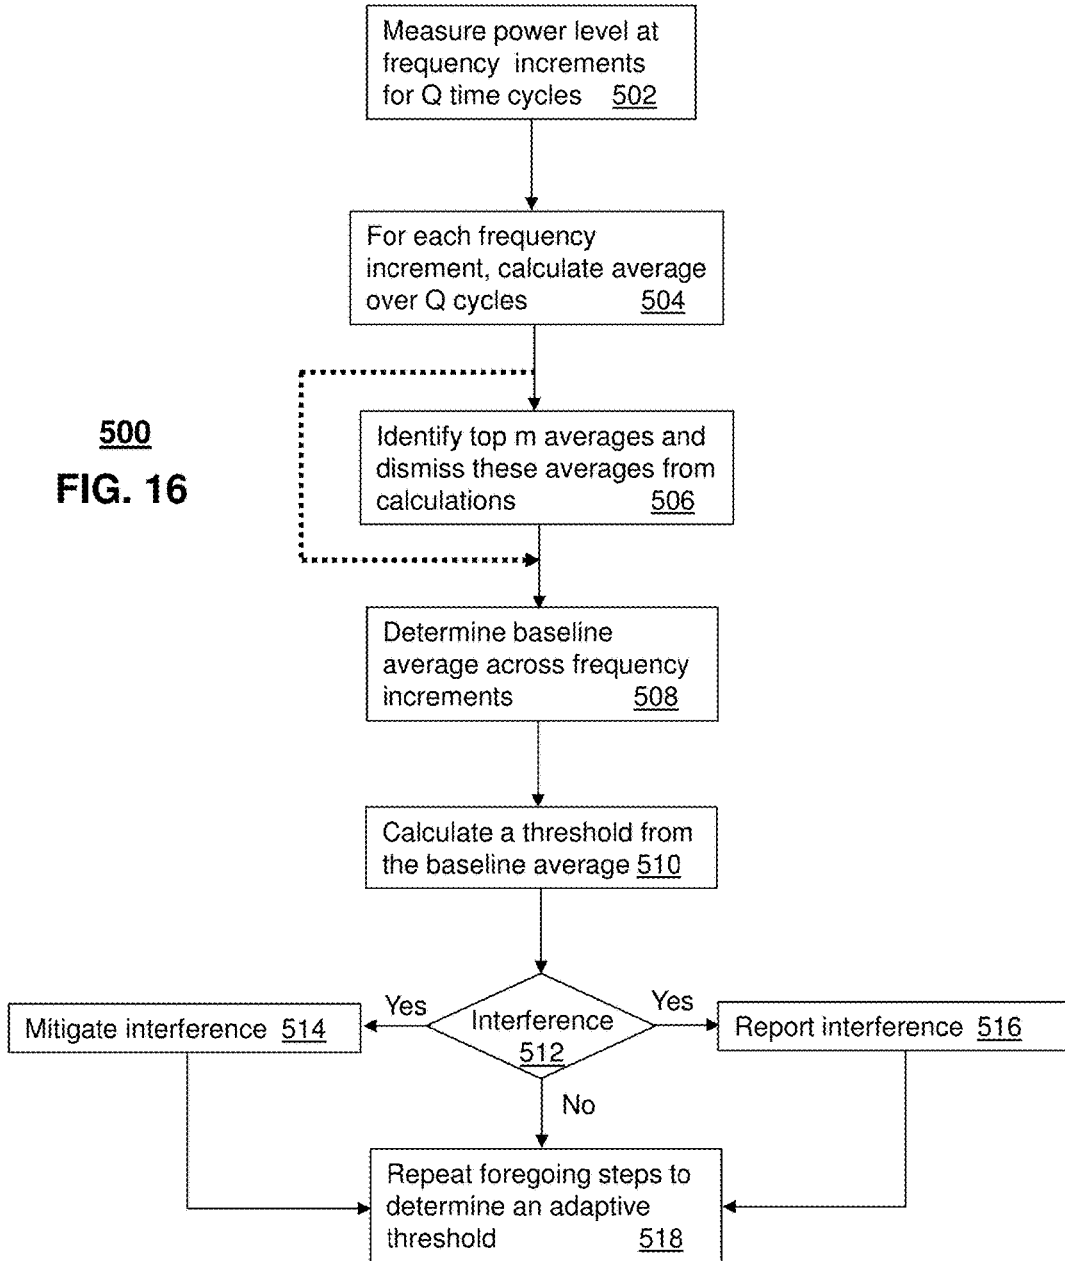 Measure power level at
frequency increments
for Q time cycles 502
For each frequency
increment, calculate average
over Q cycles 504
500
FIG. 16
Identify top m averages and
dismiss these averages from
calculations 506
Determine baseline
average across frequency
increments 508
Calculate a threshold from
the baseline average 510
Yes
Yes
Mitigate interference 514
Interference
512
Report interference 516
No
Repeat foregoing steps to
determine an adaptive
threshold 518